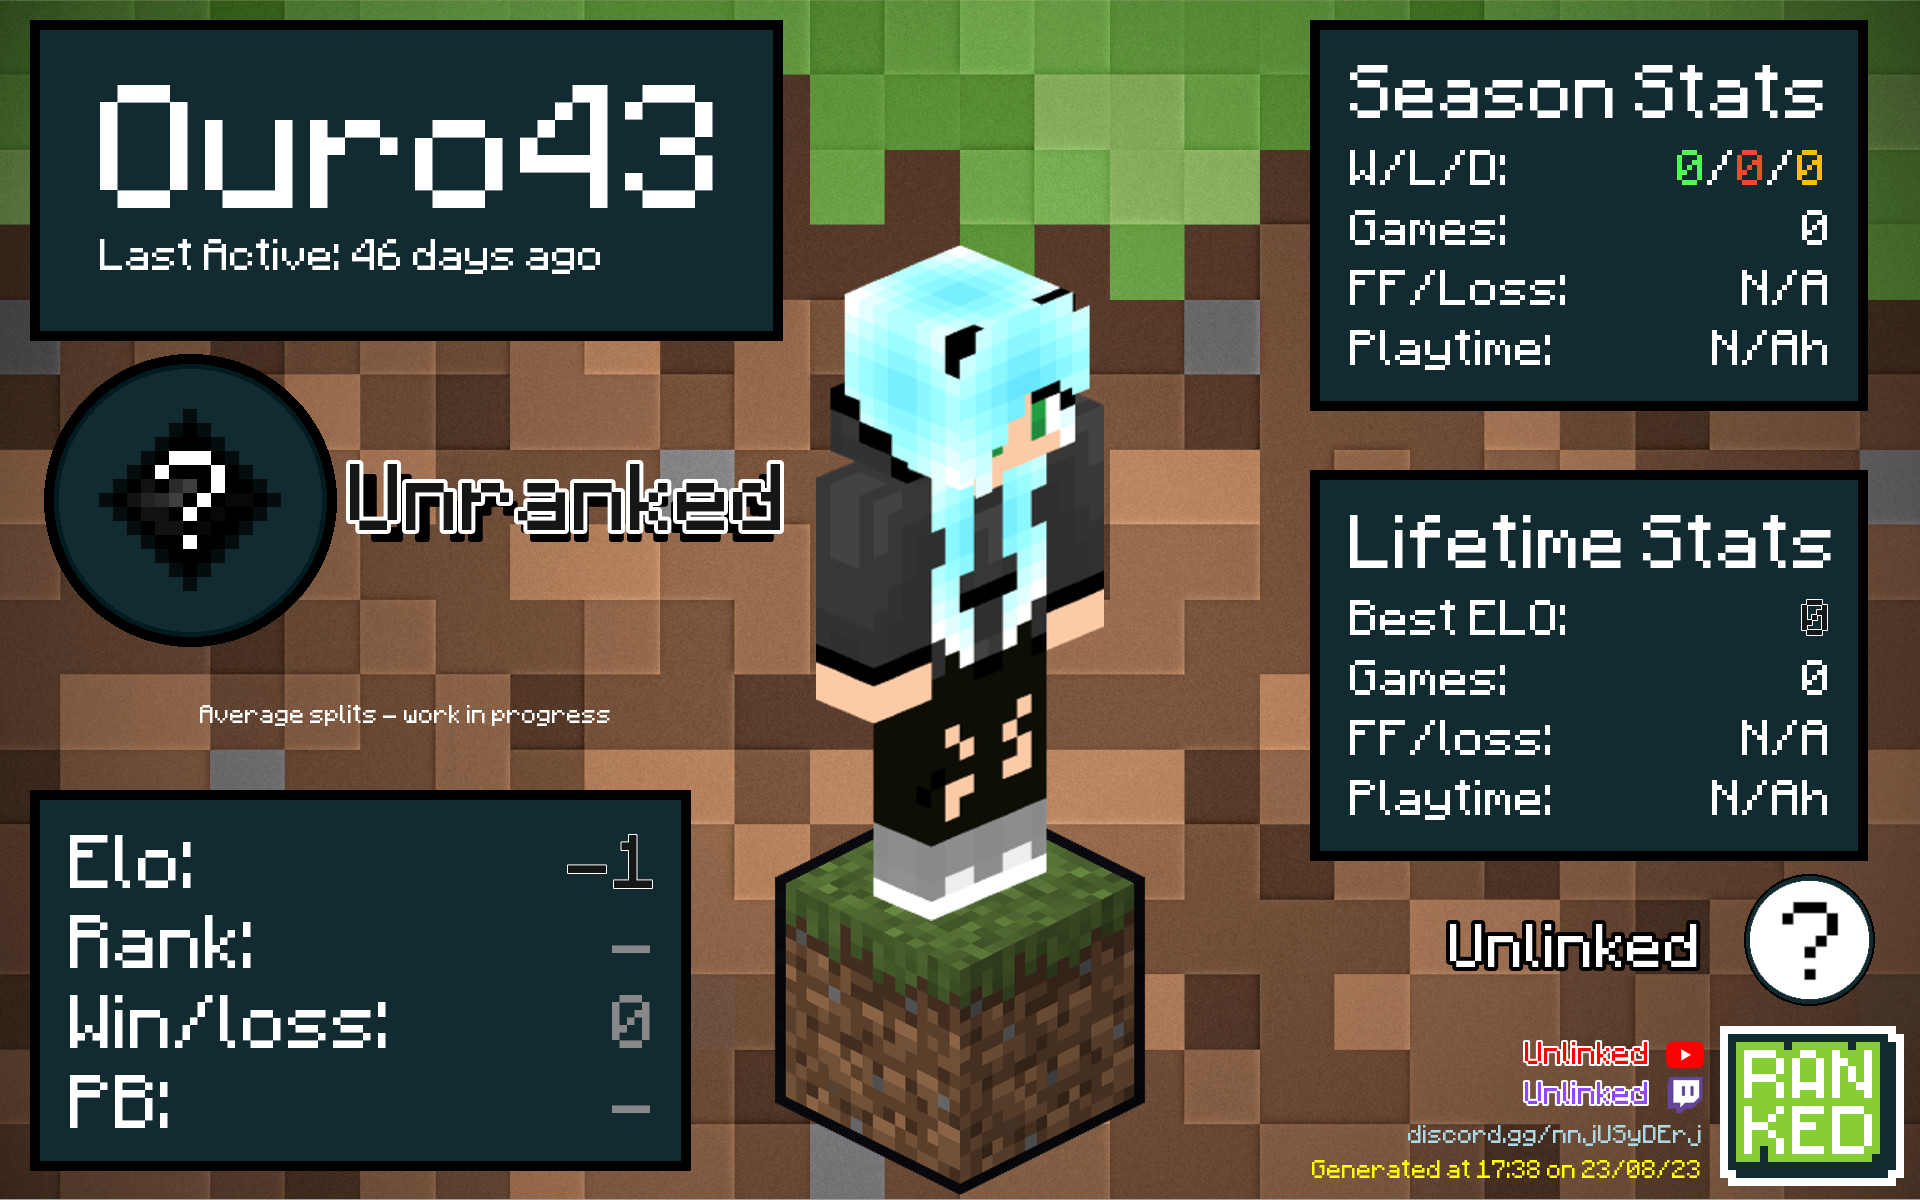 Ouro43
Last Active: 46 days ago
?
Unranked
Average splits - work in progress
Elo: -1
Rank: -
Win/loss: 0
PB: -
Season Stats
W/L/D: 0/0/0
Games: 0
FF/Loss: N/A
Playtime: N/Ah
Lifetime Stats
Best ELO: 0
Games: 0
FF/loss: N/A
Playtime: N/Ah
Unlinked ?
Unlinked
Unlinked
discord.gg/nnjUSyDErj
Generated at 17:38 on 23/08/23
RAN
KED